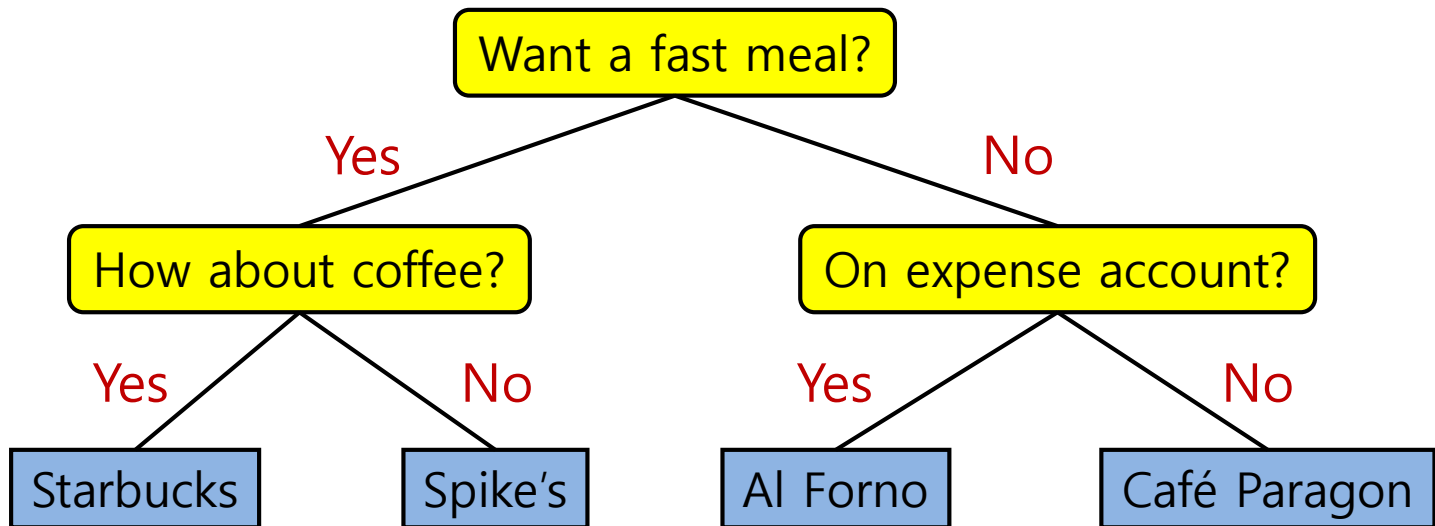 Want a fast meal?
Yes
No
How about coffee?
On expense account?
Yes
No
Yes
No
Starbucks
Spike’s
Al Forno
Café Paragon